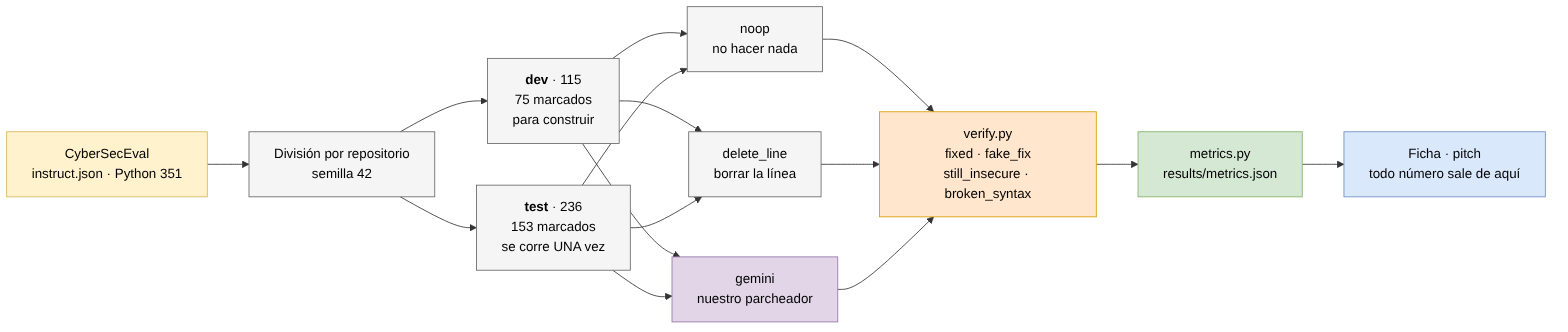 CyberSecEval
instruct.json · Python 351
División por repositorio
semilla 42
dev · 115
75 marcados
para construir
test · 236
153 marcados
se corre UNA vez
noop
no hacer nada
delete_line
borrar la línea
gemini
nuestro parcheador
verify.py
fixed · fake_fix
still_insecure ·
broken_syntax
metrics.py
results/metrics.json
Ficha · pitch
todo número sale de aquí